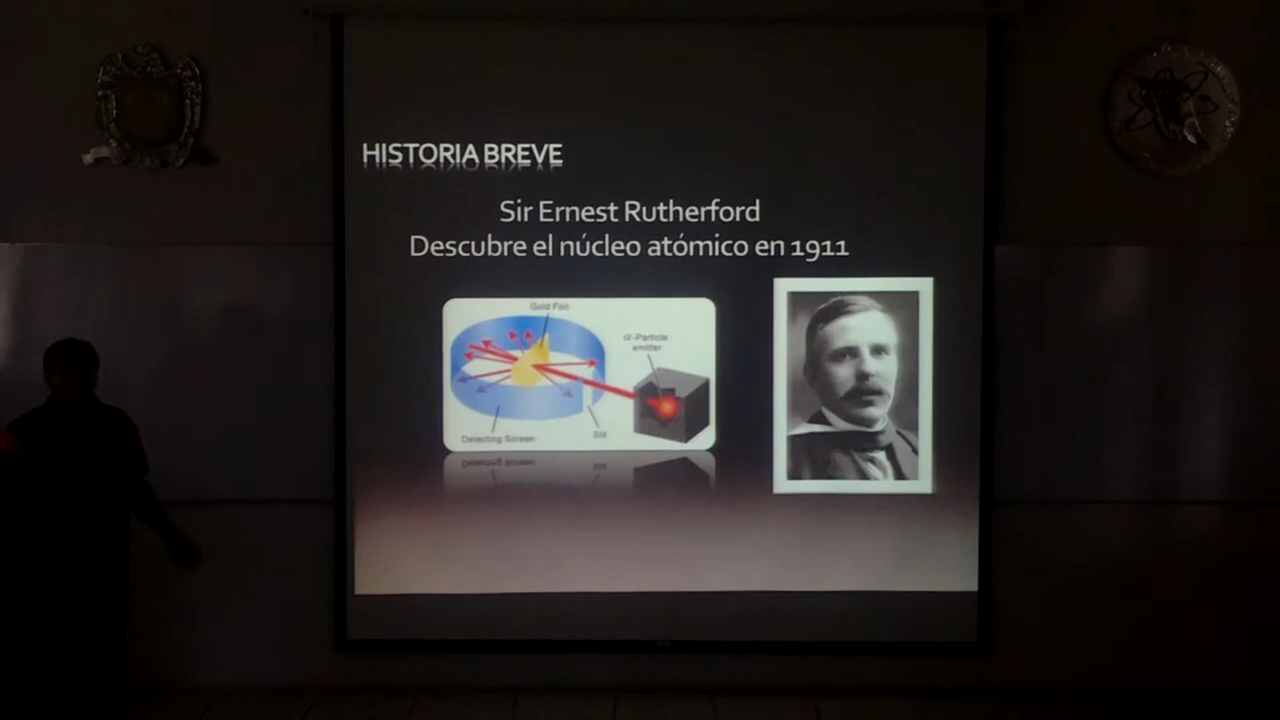 HISTORIA BREVE
Sir Ernest Rutherford
Descubre el núcleo atómico en 1911
Gold Foil
α-Particle
emitter
Detecting Screen
Slit